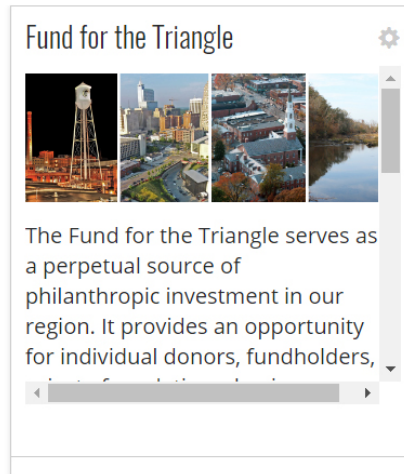 Fund for the Triangle
The Fund for the Triangle serves as
a perpetual source of
philanthropic investment in our
region. It provides an opportunity
for individual donors, fundholders,